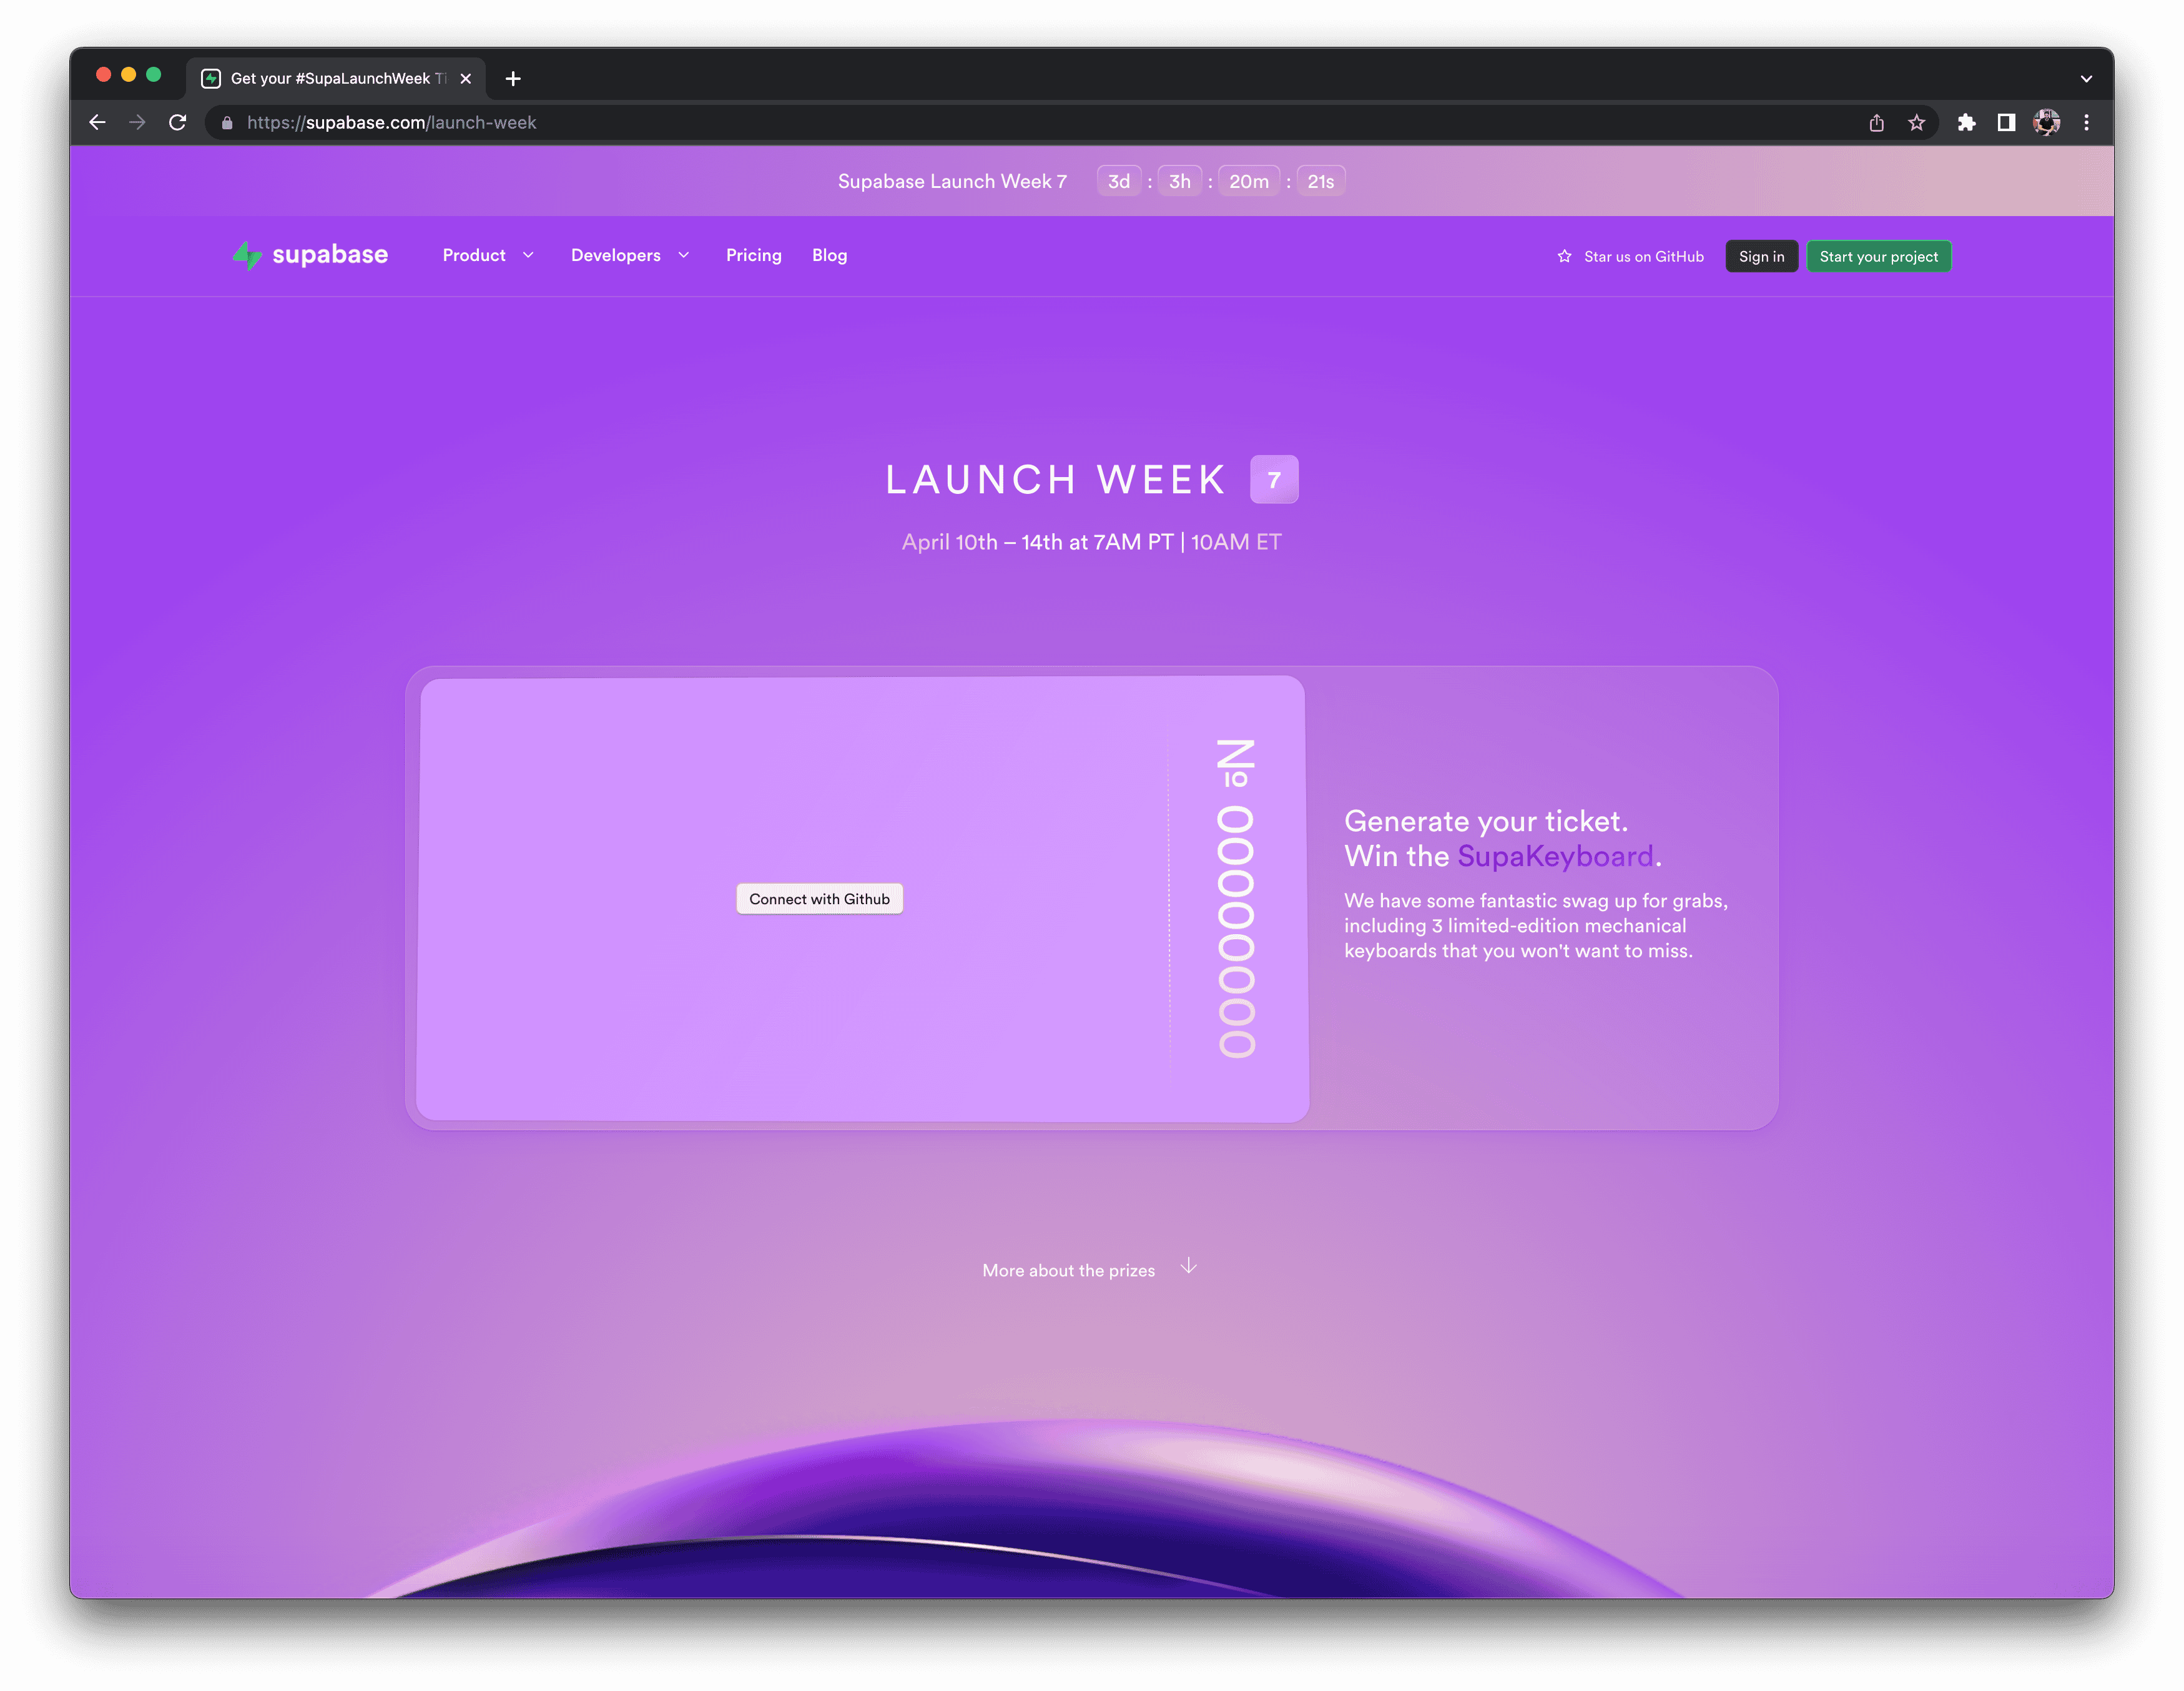 Get your #SupaLaunchWeek Ti
https://supabase.com/launch-week
Supabase Launch Week 7 3d : 3h : 20m : 21s
supabase Product Developers Pricing Blog Star us on GitHub Sign in Start your project
LAUNCH WEEK 7
April 10th – 14th at 7AM PT | 10AM ET
Connect with Github
Nº 00000000
Generate your ticket.
Win the SupaKeyboard.
We have some fantastic swag up for grabs,
including 3 limited-edition mechanical
keyboards that you won't want to miss.
More about the prizes